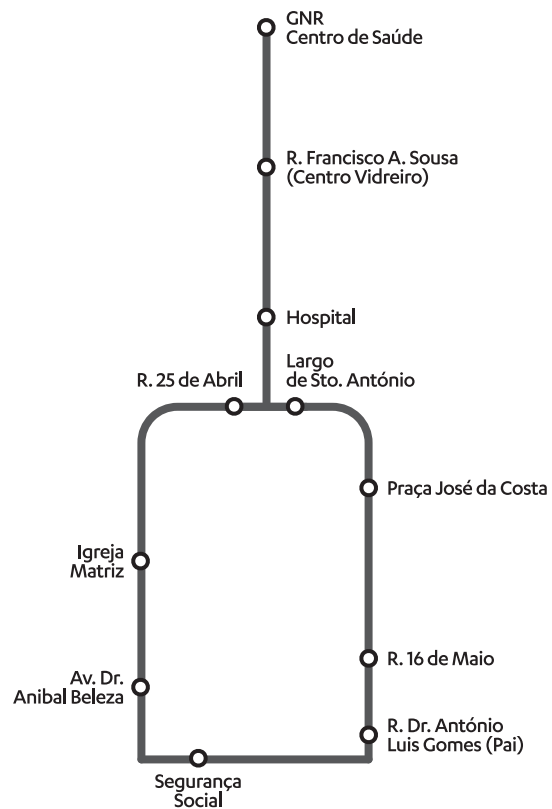 GNR
Centro de Saúde
R. Francisco A. Sousa
(Centro Vidreiro)
Hospital
Largo
de Sto. António
R. 25 de Abril
Praça José da Costa
Igreja
Matriz
R. 16 de Maio
Av. Dr.
Anibal Beleza
R. Dr. António
Luis Gomes (Pai)
Segurança
Social